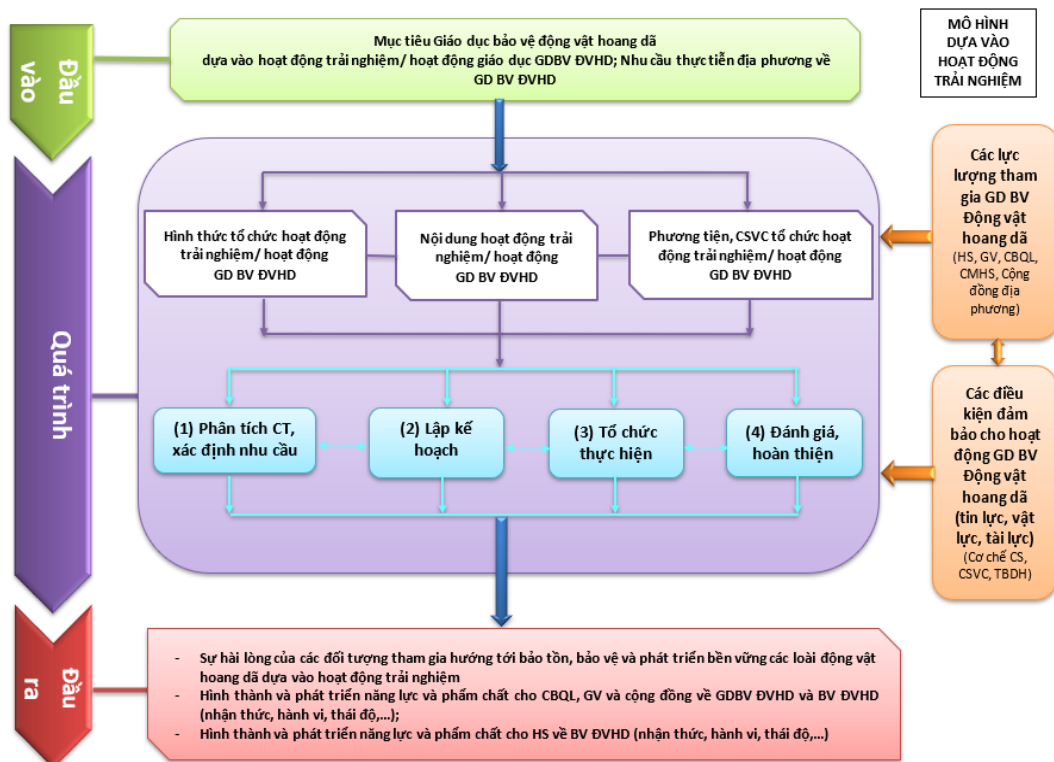 Đầu
vào
Mục tiêu Giáo dục bảo vệ động vật hoang dã
dựa vào hoạt động trải nghiệm/ hoạt động giáo dục GDBV ĐVHD; Nhu cầu thực tiễn địa phương về
GD BV ĐVHD
MÔ HÌNH
DỰA VÀO
HOẠT ĐỘNG
TRẢI NGHIỆM
Quá trình
Hình thức tổ chức hoạt động
trải nghiệm/ hoạt động
GD BV ĐVHD
Nội dung hoạt động trải
nghiệm/ hoạt động
GD BV ĐVHD
Phương tiện, CSVC tổ chức hoạt
động trải nghiệm/ hoạt động
GD BV ĐVHD
(1) Phân tích CT,
xác định nhu cầu
(2) Lập kế
hoạch
(3) Tổ chức
thực hiện
(4) Đánh giá,
hoàn thiện
Các lực
lượng tham
gia GD BV
Động vật
hoang dã
(HS, GV, CBQL,
CMHS, Cộng
đồng địa
phương)
Các điều
kiện đảm
bảo cho hoạt
động GD BV
Động vật
hoang dã
(tin lực, vật
lực, tài lực)
(Cơ chế CS,
CSVC, TBDH)
Đầu
ra
- Sự hài lòng của các đối tượng tham gia hướng tới bảo tồn, bảo vệ và phát triển bền vững các loài động vật
hoang dã dựa vào hoạt động trải nghiệm
- Hình thành và phát triển năng lực và phẩm chất cho CBQL, GV và cộng đồng về GDBV ĐVHD và BV ĐVHD
(nhận thức, hành vi, thái độ,...);
- Hình thành và phát triển năng lực và phẩm chất cho HS về BV ĐVHD (nhận thức, hành vi, thái độ,...)